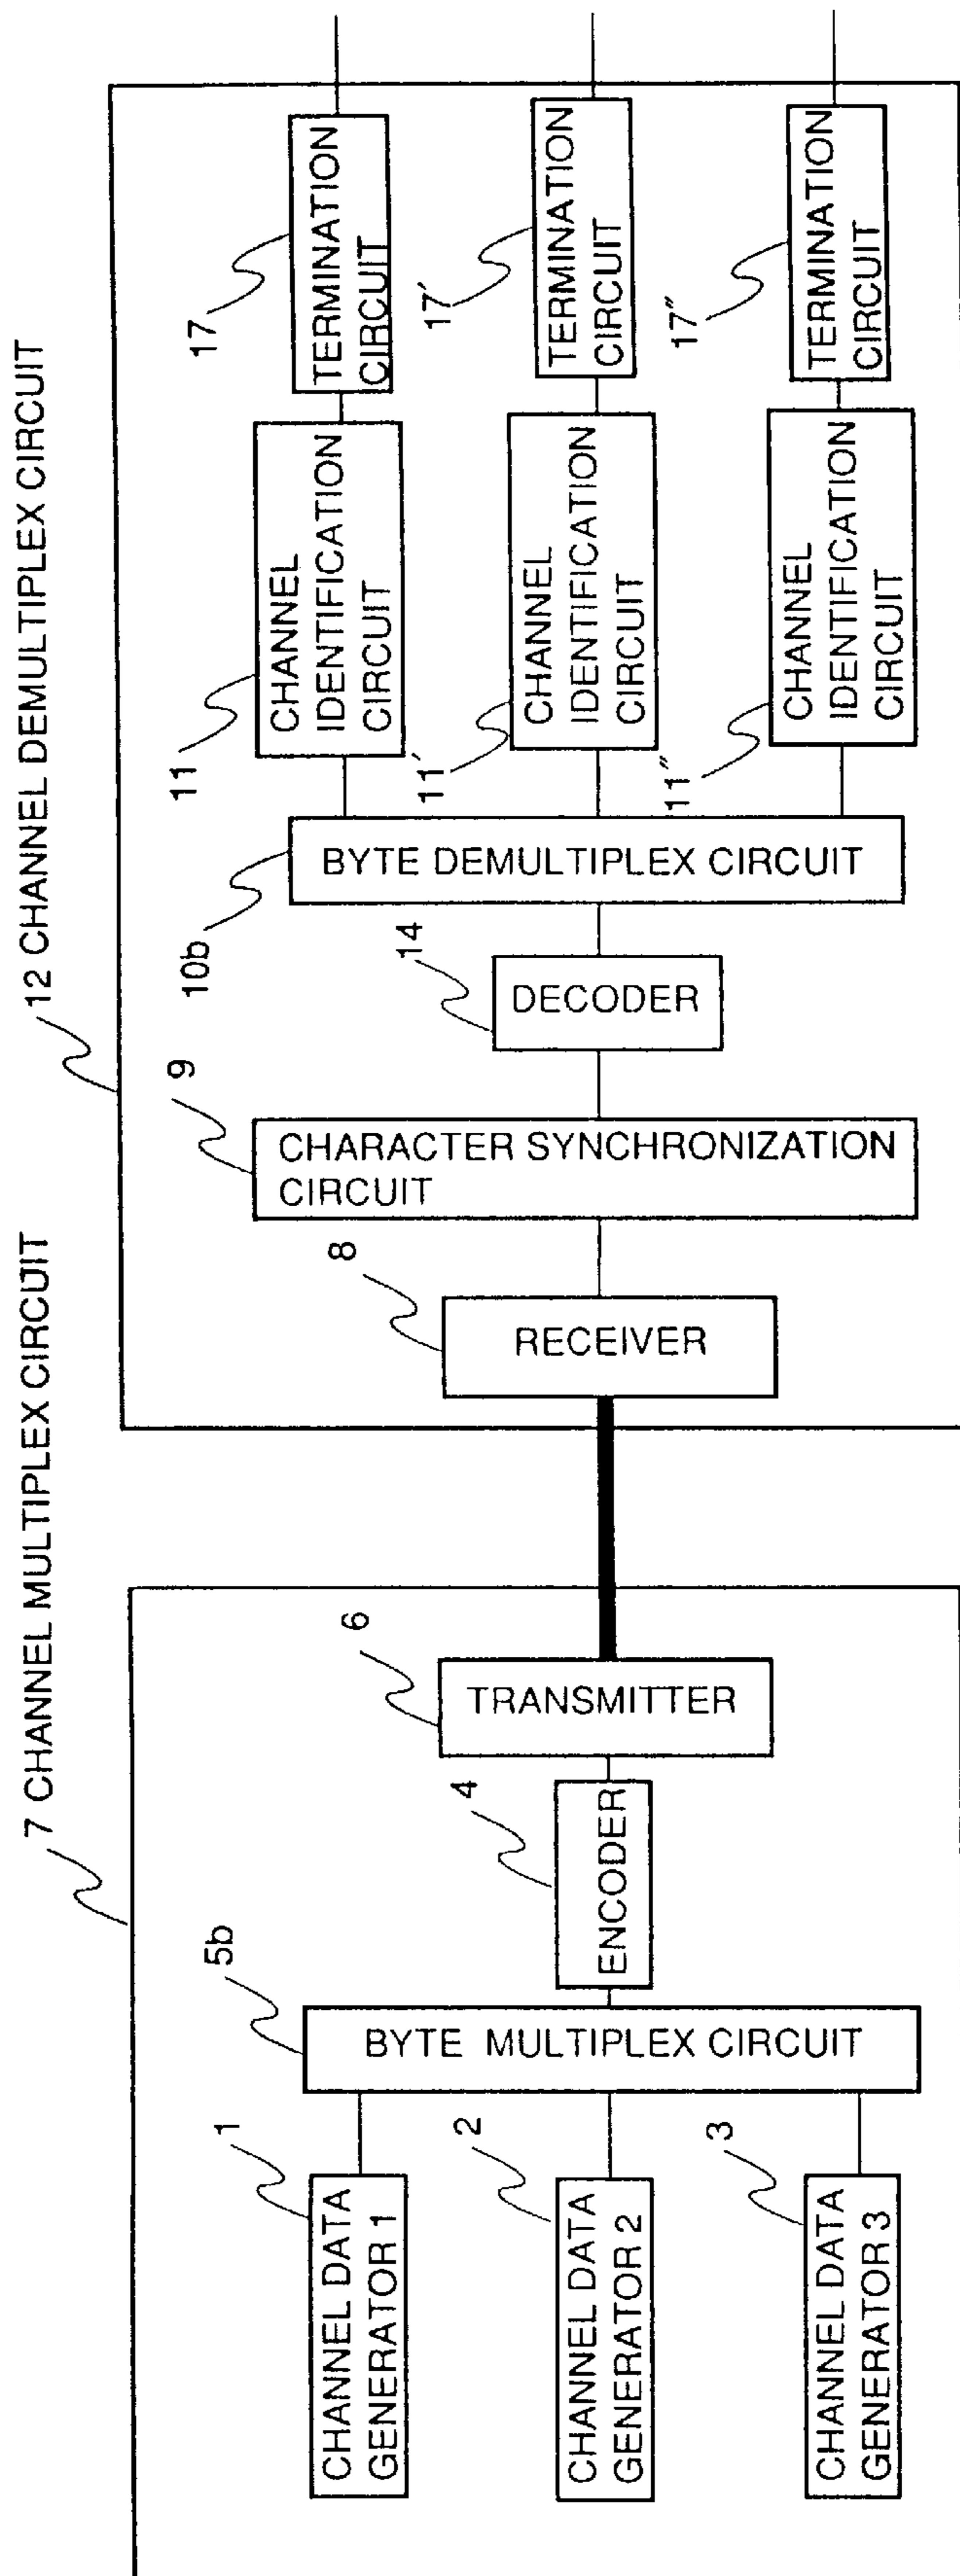 7 CHANNEL MULTIPLEX CIRCUIT
12 CHANNEL DEMULTIPLEX CIRCUIT
1
CHANNEL DATA
GENERATOR 1
2
CHANNEL DATA
GENERATOR 2
3
CHANNEL DATA
GENERATOR 3
5b
BYTE MULTIPLEX CIRCUIT
4
ENCODER
6
TRANSMITTER
8
RECEIVER
9
CHARACTER SYNCHRONIZATION
CIRCUIT
14
DECODER
10b
BYTE DEMULTIPLEX CIRCUIT
11
CHANNEL
IDENTIFICATION
CIRCUIT
11′
CHANNEL
IDENTIFICATION
CIRCUIT
11″
CHANNEL
IDENTIFICATION
CIRCUIT
17
TERMINATION
CIRCUIT
17′
TERMINATION
CIRCUIT
17″
TERMINATION
CIRCUIT